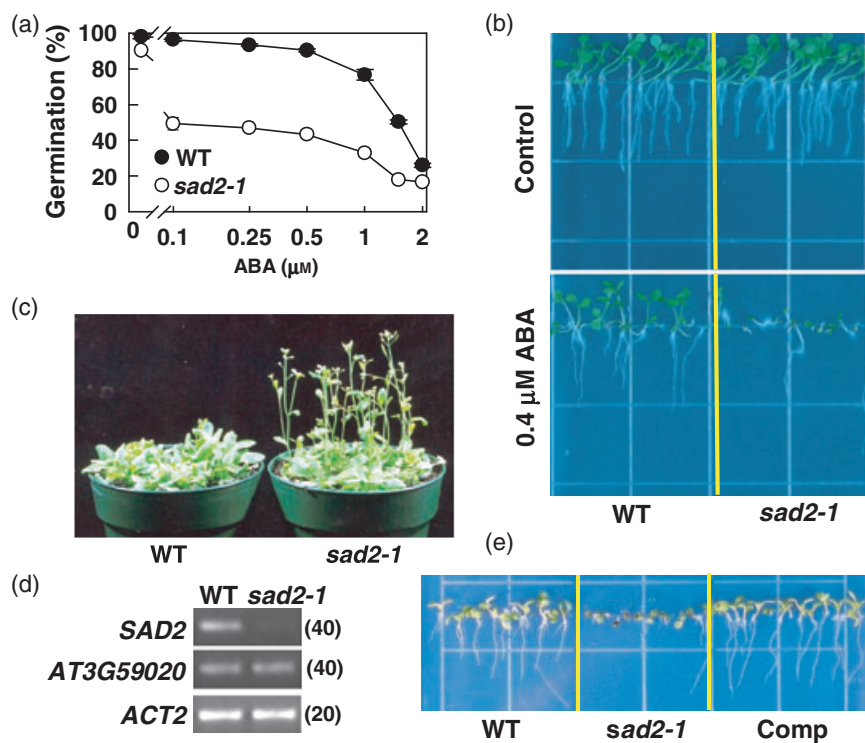 (a)
Germination (%)
100
80
60
40
20
0
WT
sad2-1
0
0.1
0.25
0.5
1
2
ABA (μM)
(b)
Control
0.4 μM ABA
WT
sad2-1
(c)
WT
sad2-1
(d)
WT sad2-1
SAD2 (40)
AT3G59020 (40)
ACT2 (20)
(e)
WT
sad2-1
Comp